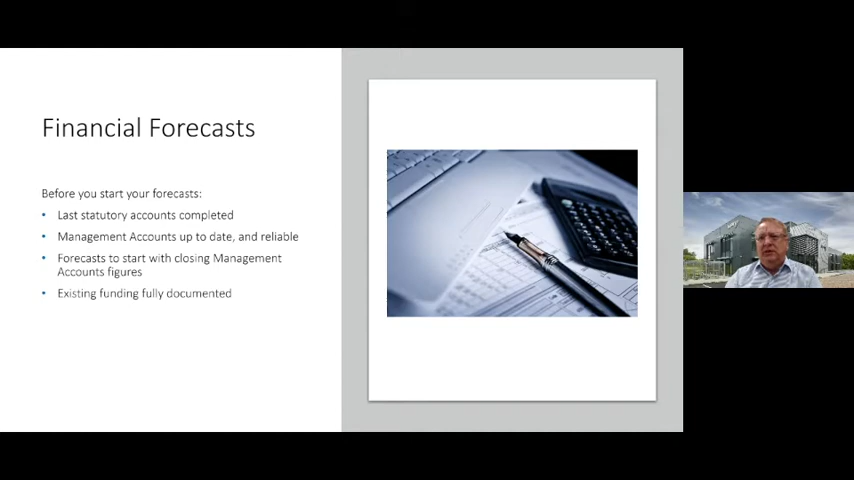 Financial Forecasts
Before you start your forecasts:
• Last statutory accounts completed
• Management Accounts up to date, and reliable
• Forecasts to start with closing Management
Accounts figures
• Existing funding fully documented